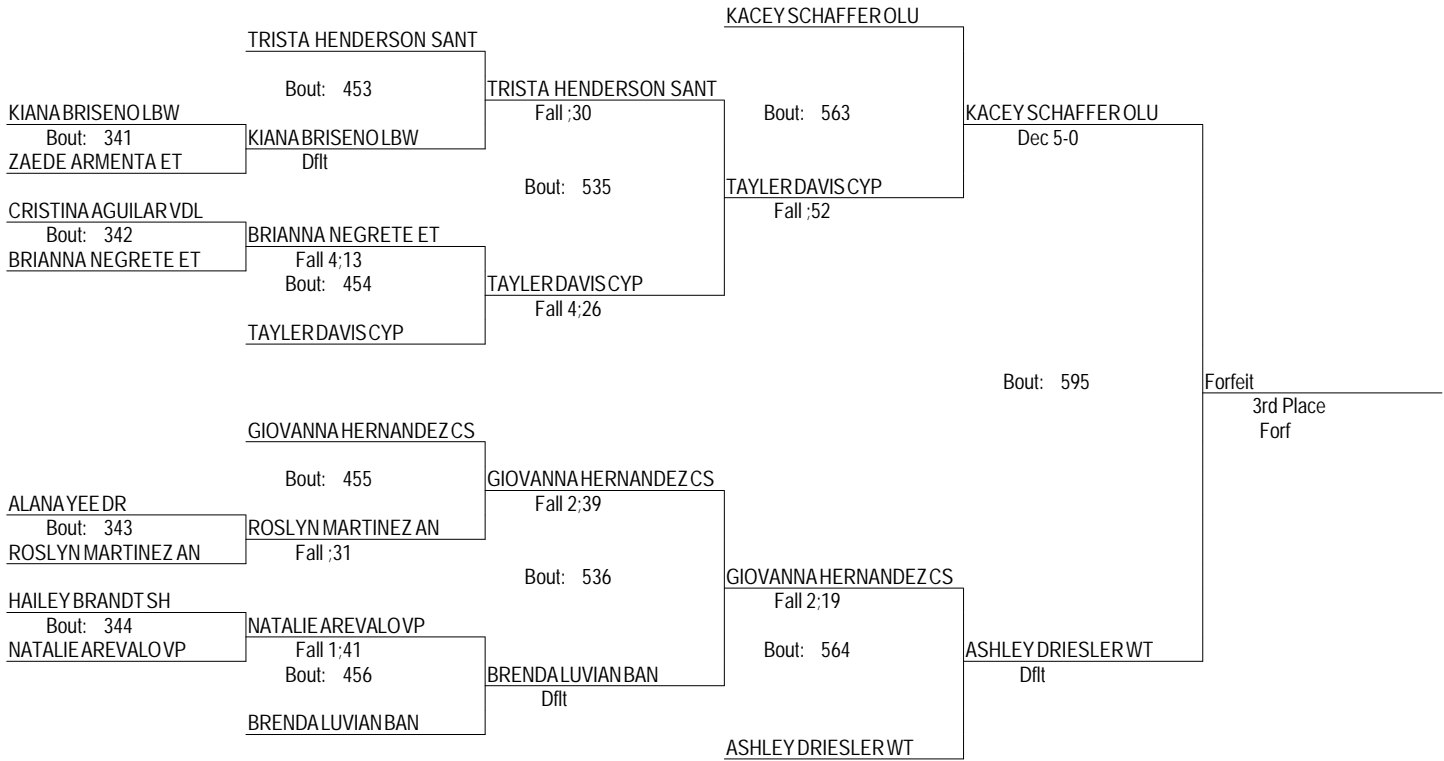 KACEY SCHAFFER OLU
TRISTA HENDERSON SANT
Bout: 453
TRISTA HENDERSON SANT
Fall ;30
Bout: 563
KIANA BRISENO LBW
KACEY SCHAFFER OLU
Bout: 341
KIANA BRISENO LBW
Dec 5-0
ZAEDE ARMENTA ET
Dflt
Bout: 535
TAYLER DAVIS CYP
Fall ;52
CRISTINA AGUILAR VDL
Bout: 342
BRIANNA NEGRETE ET
BRIANNA NEGRETE ET
Fall 4;13
Bout: 454
TAYLER DAVIS CYP
Fall 4;26
TAYLER DAVIS CYP
Bout: 595
Forfeit
3rd Place
Forf
GIOVANNA HERNANDEZ CS
Bout: 455
GIOVANNA HERNANDEZ CS
Fall 2;39
ALANA YEE DR
Bout: 343
ROSLYN MARTINEZ AN
ROSLYN MARTINEZ AN
Fall ;31
Bout: 536
GIOVANNA HERNANDEZ CS
Fall 2;19
HAILEY BRANDT SH
Bout: 344
NATALIE AREVALO VP
NATALIE AREVALO VP
Fall 1;41
Bout: 564
ASHLEY DRIESLER WT
Dflt
Bout: 456
BRENDA LUVIAN BAN
Dflt
BRENDA LUVIAN BAN
ASHLEY DRIESLER WT